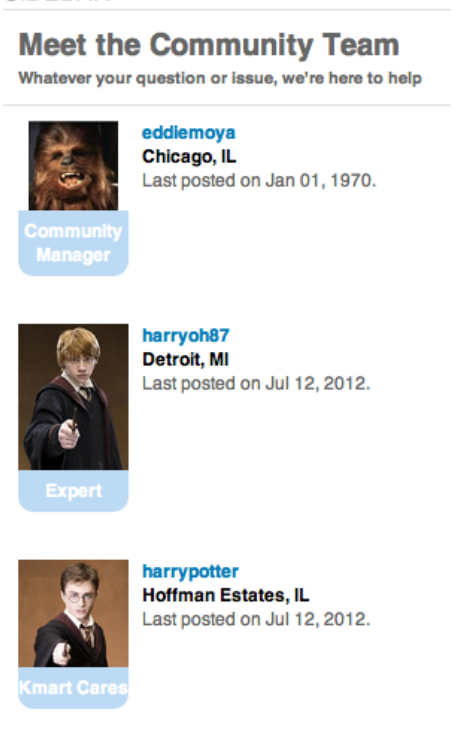 Meet the Community Team
Whatever your question or issue, we're here to help
eddiemoya
Chicago, IL
Last posted on Jan 01, 1970.
Community
Manager
harryoh87
Detroit, MI
Last posted on Jul 12, 2012.
Expert
harrypotter
Hoffman Estates, IL
Last posted on Jul 12, 2012.
Kmart Cares